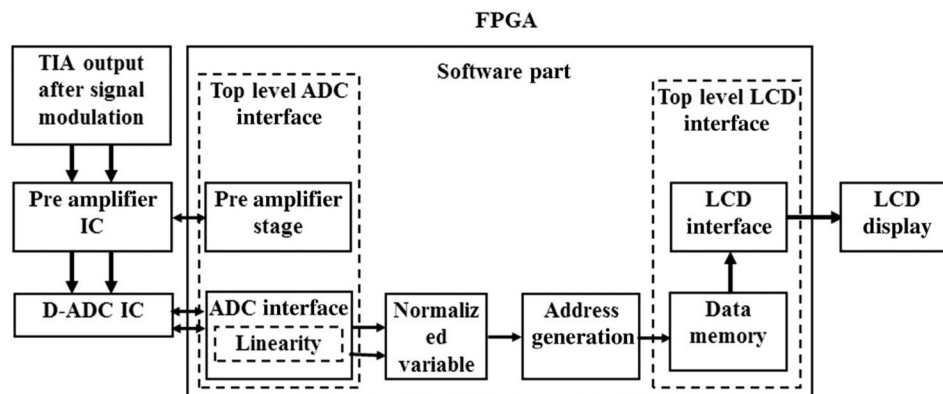 FPGA
TIA output
after signal
modulation
Software part
Top level ADC
interface
Top level LCD
interface
Pre amplifier
IC
Pre amplifier
stage
LCD
interface
LCD
display
D-ADC IC
ADC interface
Linearity
Normaliz
ed
variable
Address
generation
Data
memory